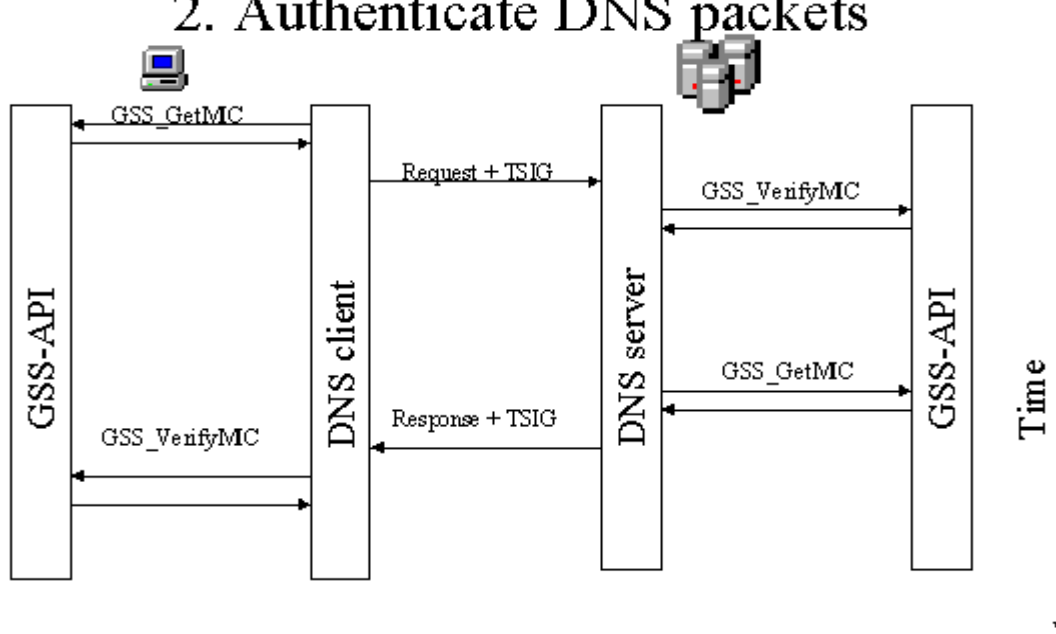 2. Authenticate DNS packets
GSS_GetMIC
Request + TSIG
GSS_VerifyMIC
GSS-API
DNS client
DNS server
GSS-API
Time
GSS_GetMIC
Response + TSIG
GSS_VerifyMIC